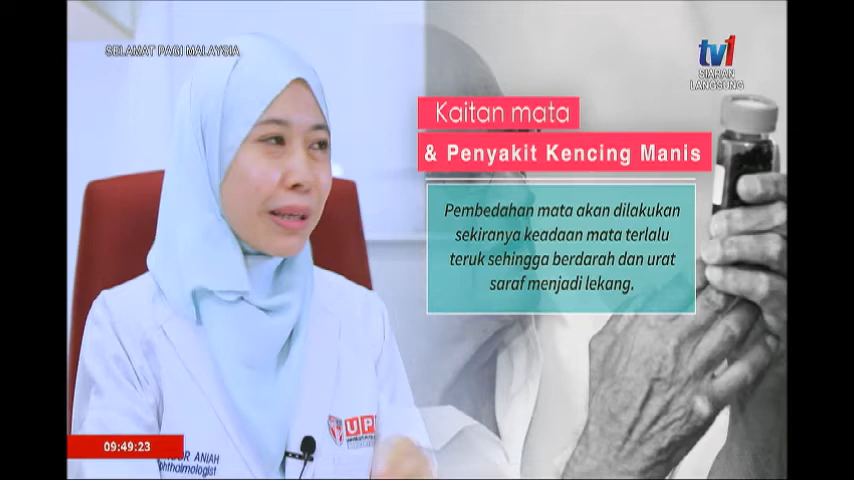 SELAMAT PAGI MALAYSIA
tv1
SIARAN
LANGSUNG
Kaitan mata
& Penyakit Kencing Manis
Pembedahan mata akan dilakukan
sekiranya keadaan mata terlalu
teruk sehingga berdarah dan urat
saraf menjadi lekang.
UPM
ANIAH
09:49:23